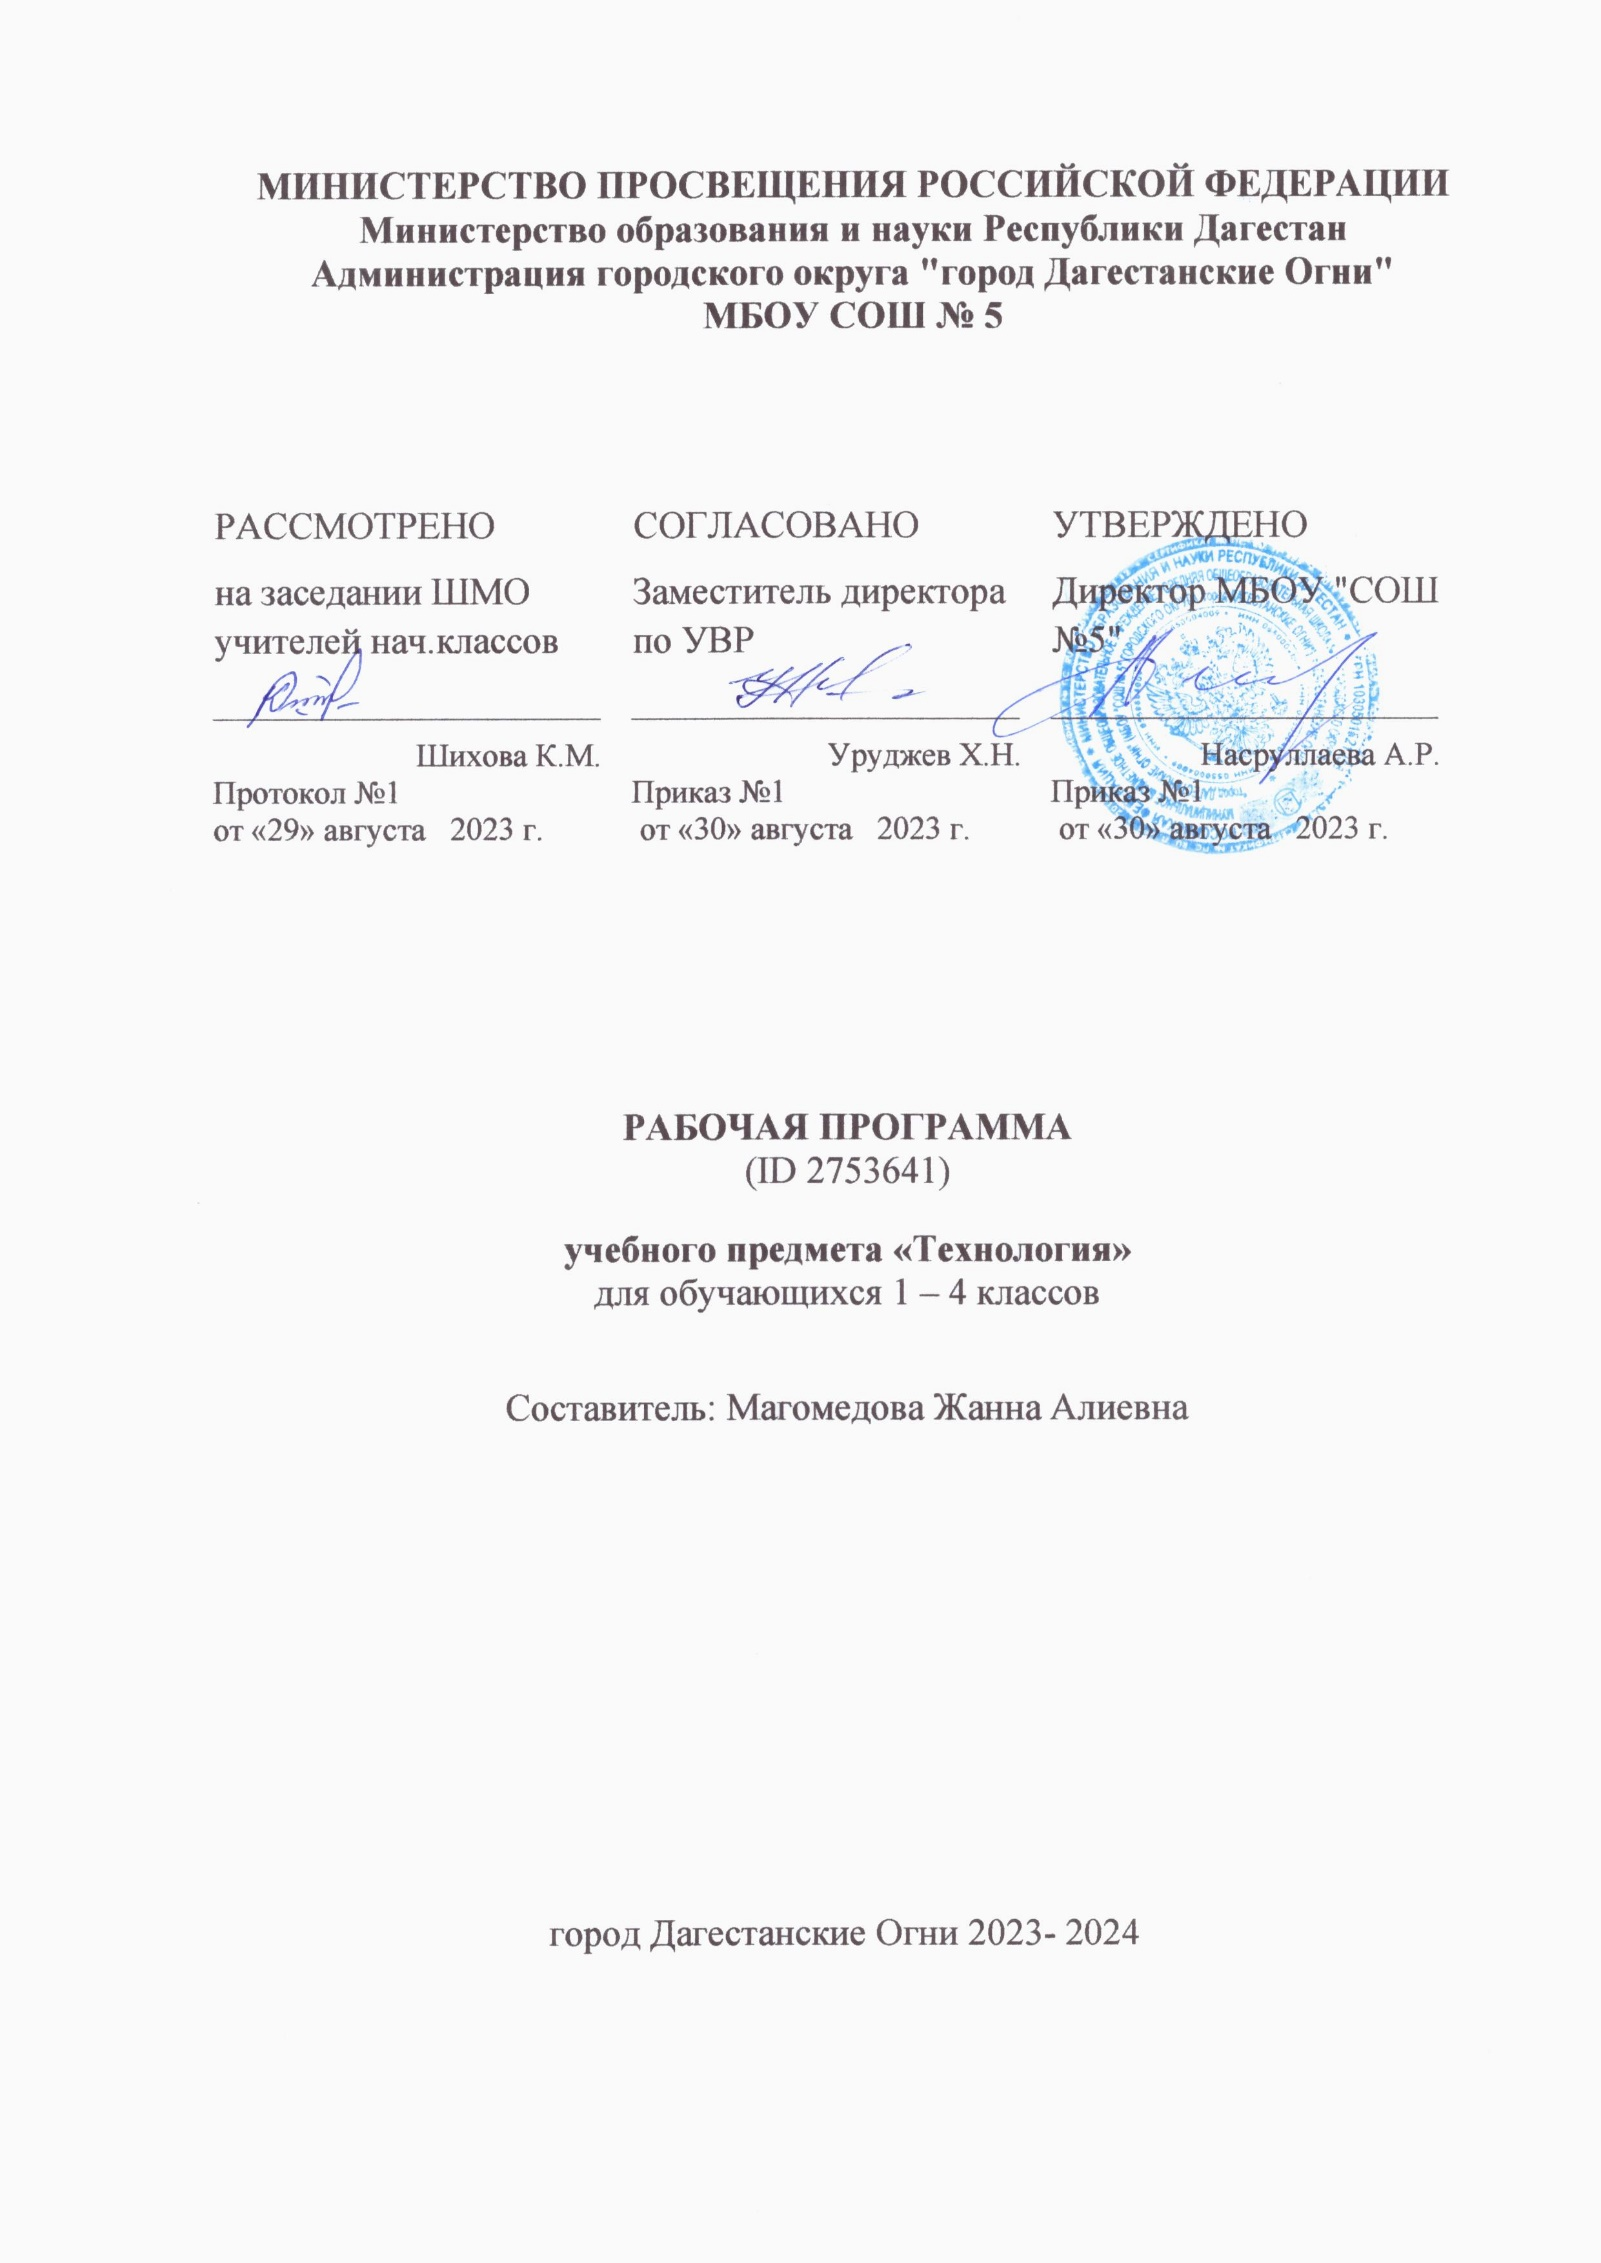 МИНИСТЕРСТВО ПРОСВЕЩЕНИЯ РОССИЙСКОЙ ФЕДЕРАЦИИ
Министерство образования и науки Республики Дагестан
Администрация городского округа "город Дагестанские Огни"
МБОУ СОШ № 5
РАССМОТРЕНО
на заседании ШМО
учителей нач.классов
Шихова К.М.
Протокол №1
от «29» августа 2023 г.
СОГЛАСОВАНО
Заместитель директора
по УВР
Уруджев Х.Н.
Приказ №1
от «30» августа 2023 г.
УТВЕРЖДЕНО
Директор МБОУ "СОШ
№5"
Насруллаева А.Р.
Приказ №1
от «30» августа 2023 г.
РАБОЧАЯ ПРОГРАММА
(ID 2753641)
учебного предмета «Технология»
для обучающихся 1 – 4 классов
Составитель: Магомедова Жанна Алиевна
город Дагестанские Огни 2023- 2024